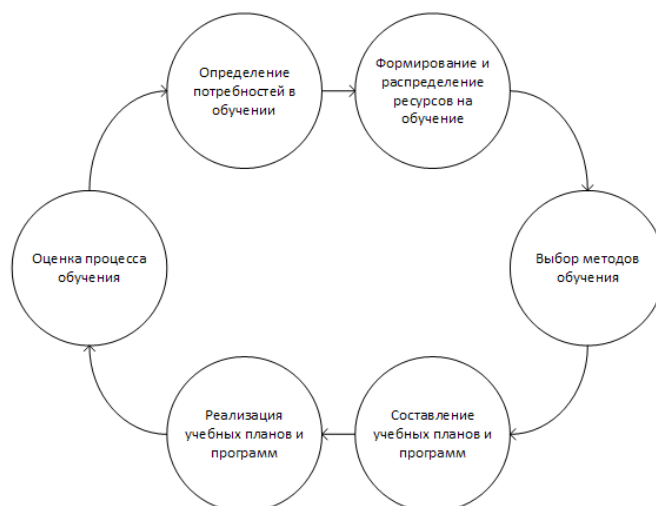 Определение
потребностей в
обучении
Формирование и
распределение
ресурсов на
обучение
Выбор методов
обучения
Составление
учебных планов и
программ
Реализация
учебных планов и
программ
Оценка процесса
обучения